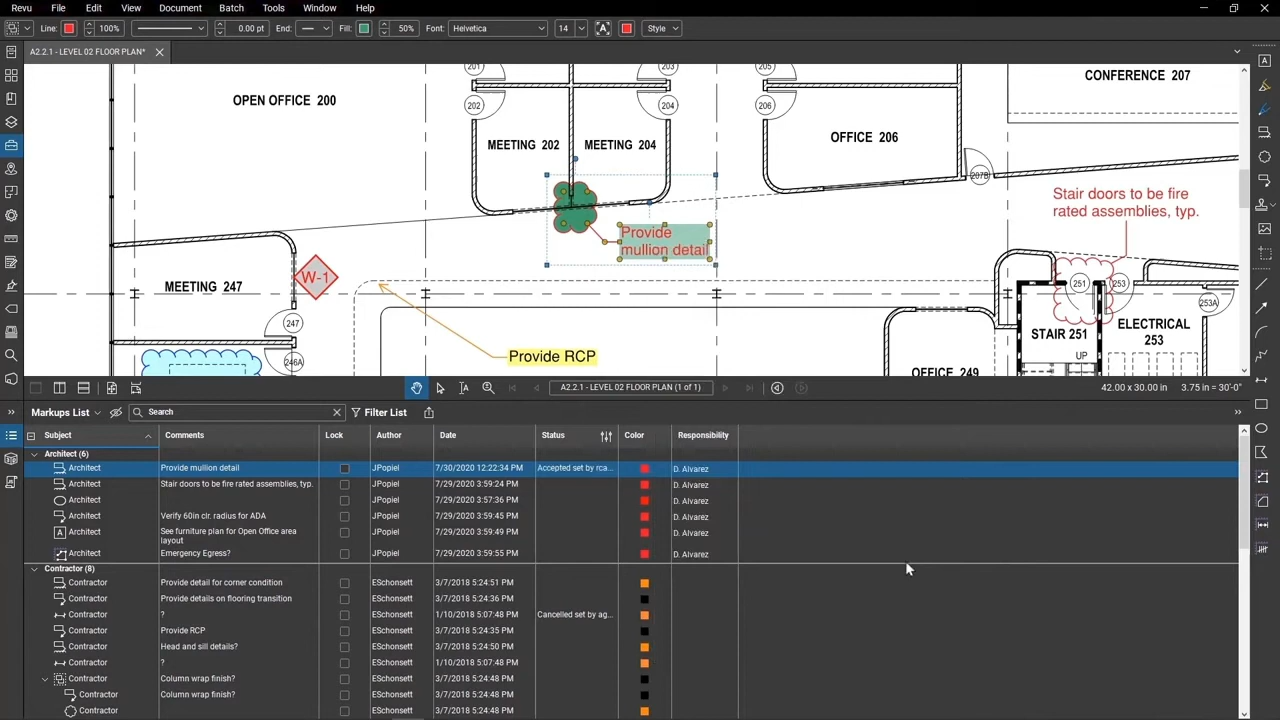 Revu File Edit View Document Batch Tools Window Help
Line: 100% 0.00 pt End: Fill: 50% Font: Helvetica 14 A Style
A2.2.1 - LEVEL 02 FLOOR PLAN*
201 203 205
CONFERENCE 207
OPEN OFFICE 200
202 204 206
MEETING 202 MEETING 204 OFFICE 206
207B
Stair doors to be fire
rated assemblies, typ.
Provide
mullion detail
W-1
MEETING 247
251 253
253A
247
STAIR 251
ELECTRICAL
253
UP
Provide RCP
246A
OFFICE 249
A2.2.1 - LEVEL 02 FLOOR PLAN (1 of 1) 42.00 x 30.00 in 3.75 in = 30'-0"
Markups List Search Filter List
Subject Comments Lock Author Date Status Color Responsibility
Architect (6)
Architect Provide mullion detail JPopiel 7/30/2020 12:22:34 PM Accepted set by rca... D. Alvarez
Architect Stair doors to be fire rated assemblies, typ. JPopiel 7/29/2020 3:59:24 PM D. Alvarez
Architect JPopiel 7/29/2020 3:57:36 PM D. Alvarez
Architect Verify 60in clr. radius for ADA JPopiel 7/29/2020 3:59:45 PM D. Alvarez
Architect See furniture plan for Open Office area JPopiel 7/29/2020 3:59:49 PM D. Alvarez
layout
Architect Emergency Egress? JPopiel 7/29/2020 3:59:55 PM D. Alvarez
Contractor (8)
Contractor Provide detail for corner condition ESchonsett 3/7/2018 5:24:51 PM
Contractor Provide details on flooring transition ESchonsett 3/7/2018 5:24:36 PM
Contractor ? ESchonsett 1/10/2018 5:07:48 PM Cancelled set by ag...
Contractor Provide RCP ESchonsett 3/7/2018 5:24:35 PM
Contractor Head and sill details? ESchonsett 3/7/2018 5:24:50 PM
Contractor ? ESchonsett 1/10/2018 5:07:48 PM
Contractor Column wrap finish? ESchonsett 3/7/2018 5:24:48 PM
Contractor Column wrap finish? ESchonsett 3/7/2018 5:24:48 PM
Contractor ESchonsett 3/7/2018 5:24:48 PM